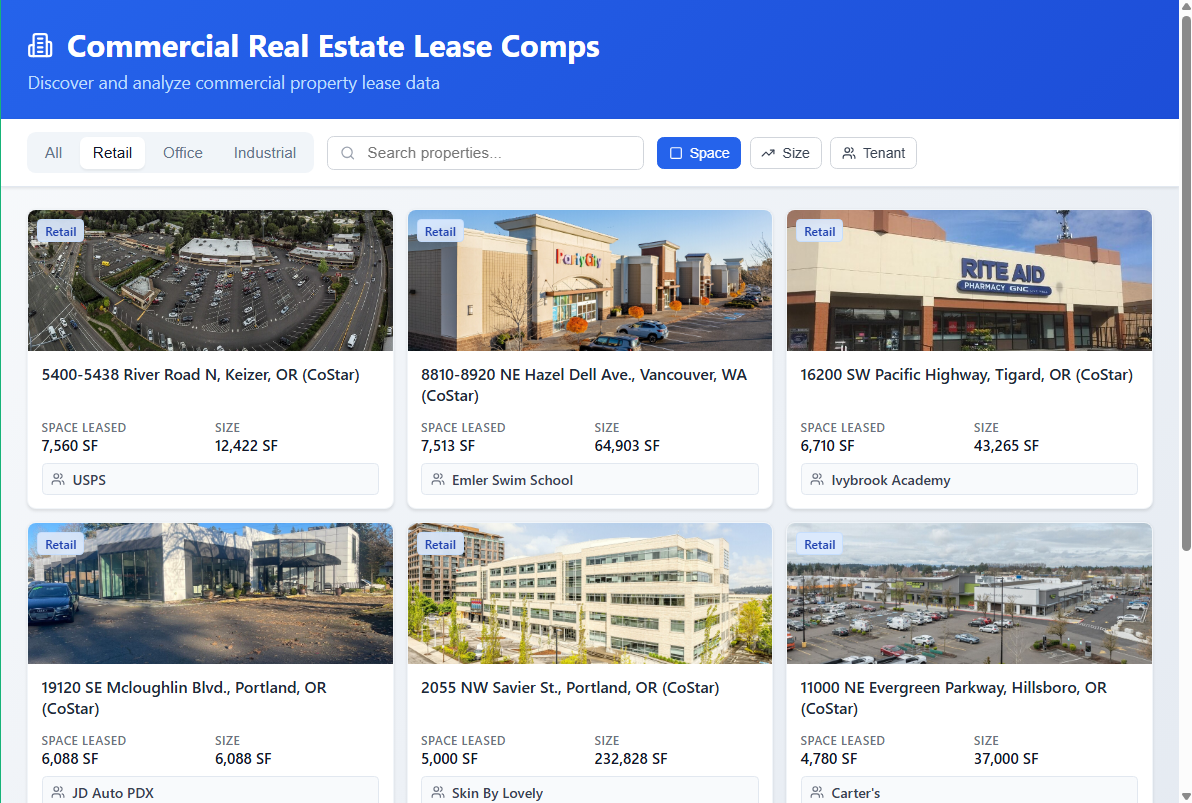 Commercial Real Estate Lease Comps
Discover and analyze commercial property lease data
All Retail Office Industrial Search properties... Space Size Tenant
Retail Retail Retail
Party City
RITE AID
PHARMACY GNC
5400-5438 River Road N, Keizer, OR (CoStar)
SPACE LEASED SIZE
7,560 SF 12,422 SF
USPS
8810-8920 NE Hazel Dell Ave., Vancouver, WA
(CoStar)
SPACE LEASED SIZE
7,513 SF 64,903 SF
Emler Swim School
16200 SW Pacific Highway, Tigard, OR (CoStar)
SPACE LEASED SIZE
6,710 SF 43,265 SF
Ivybrook Academy
Retail Retail Retail
19120 SE Mcloughlin Blvd., Portland, OR
(CoStar)
SPACE LEASED SIZE
6,088 SF 6,088 SF
JD Auto PDX
2055 NW Savier St., Portland, OR (CoStar)
SPACE LEASED SIZE
5,000 SF 232,828 SF
Skin By Lovely
11000 NE Evergreen Parkway, Hillsboro, OR
(CoStar)
SPACE LEASED SIZE
4,780 SF 37,000 SF
Carter's